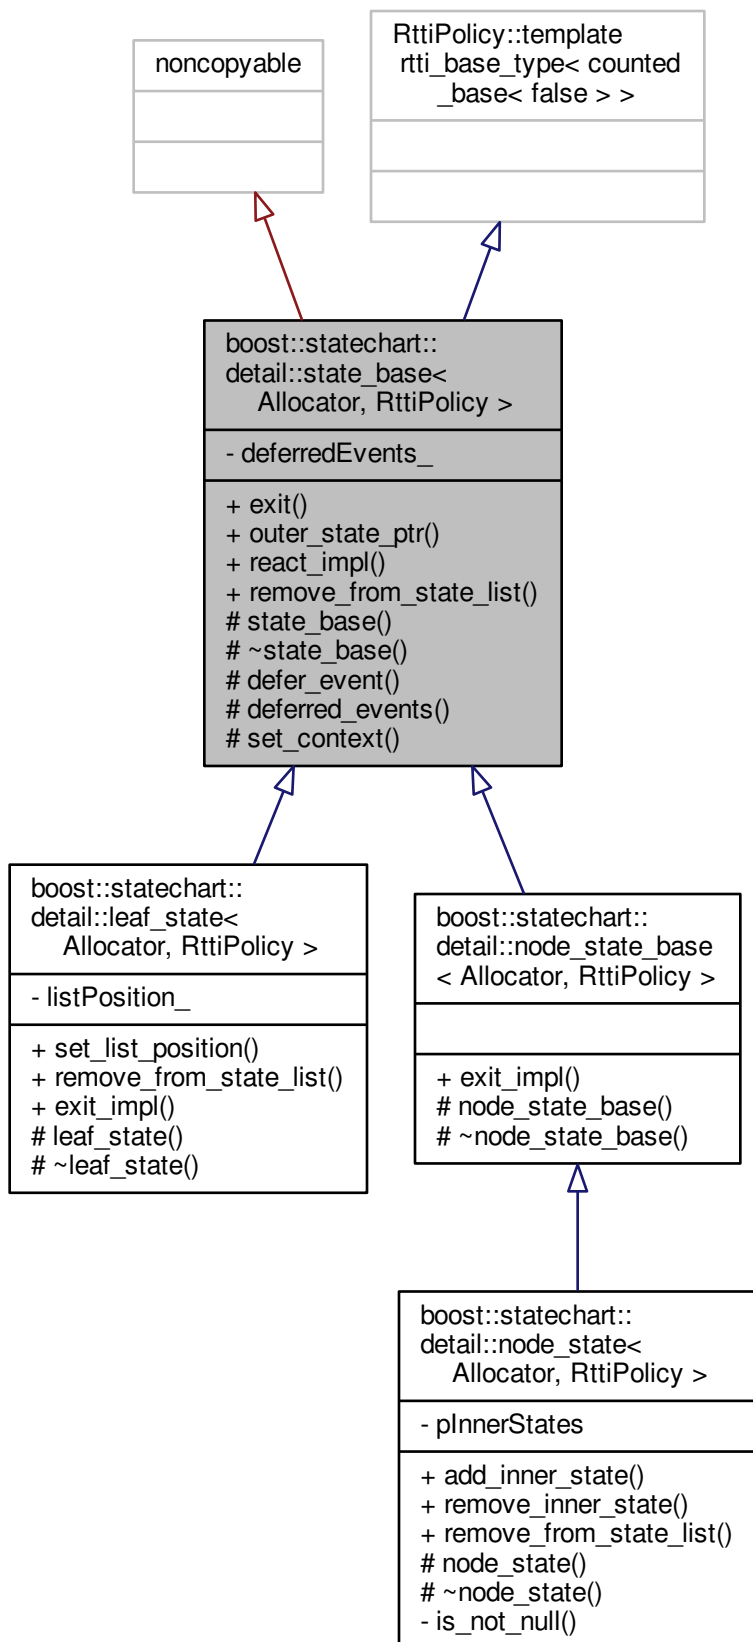 noncopyable
RttiPolicy::template
rtti_base_type< counted
_base< false > >
boost::statechart::
detail::state_base<
Allocator, RttiPolicy >
- deferredEvents_
+ exit()
+ outer_state_ptr()
+ react_impl()
+ remove_from_state_list()
# state_base()
# ~state_base()
# defer_event()
# deferred_events()
# set_context()
boost::statechart::
detail::leaf_state<
Allocator, RttiPolicy >
- listPosition_
+ set_list_position()
+ remove_from_state_list()
+ exit_impl()
# leaf_state()
# ~leaf_state()
boost::statechart::
detail::node_state_base
< Allocator, RttiPolicy >
+ exit_impl()
# node_state_base()
# ~node_state_base()
boost::statechart::
detail::node_state<
Allocator, RttiPolicy >
- pInnerStates
+ add_inner_state()
+ remove_inner_state()
+ remove_from_state_list()
# node_state()
# ~node_state()
- is_not_null()